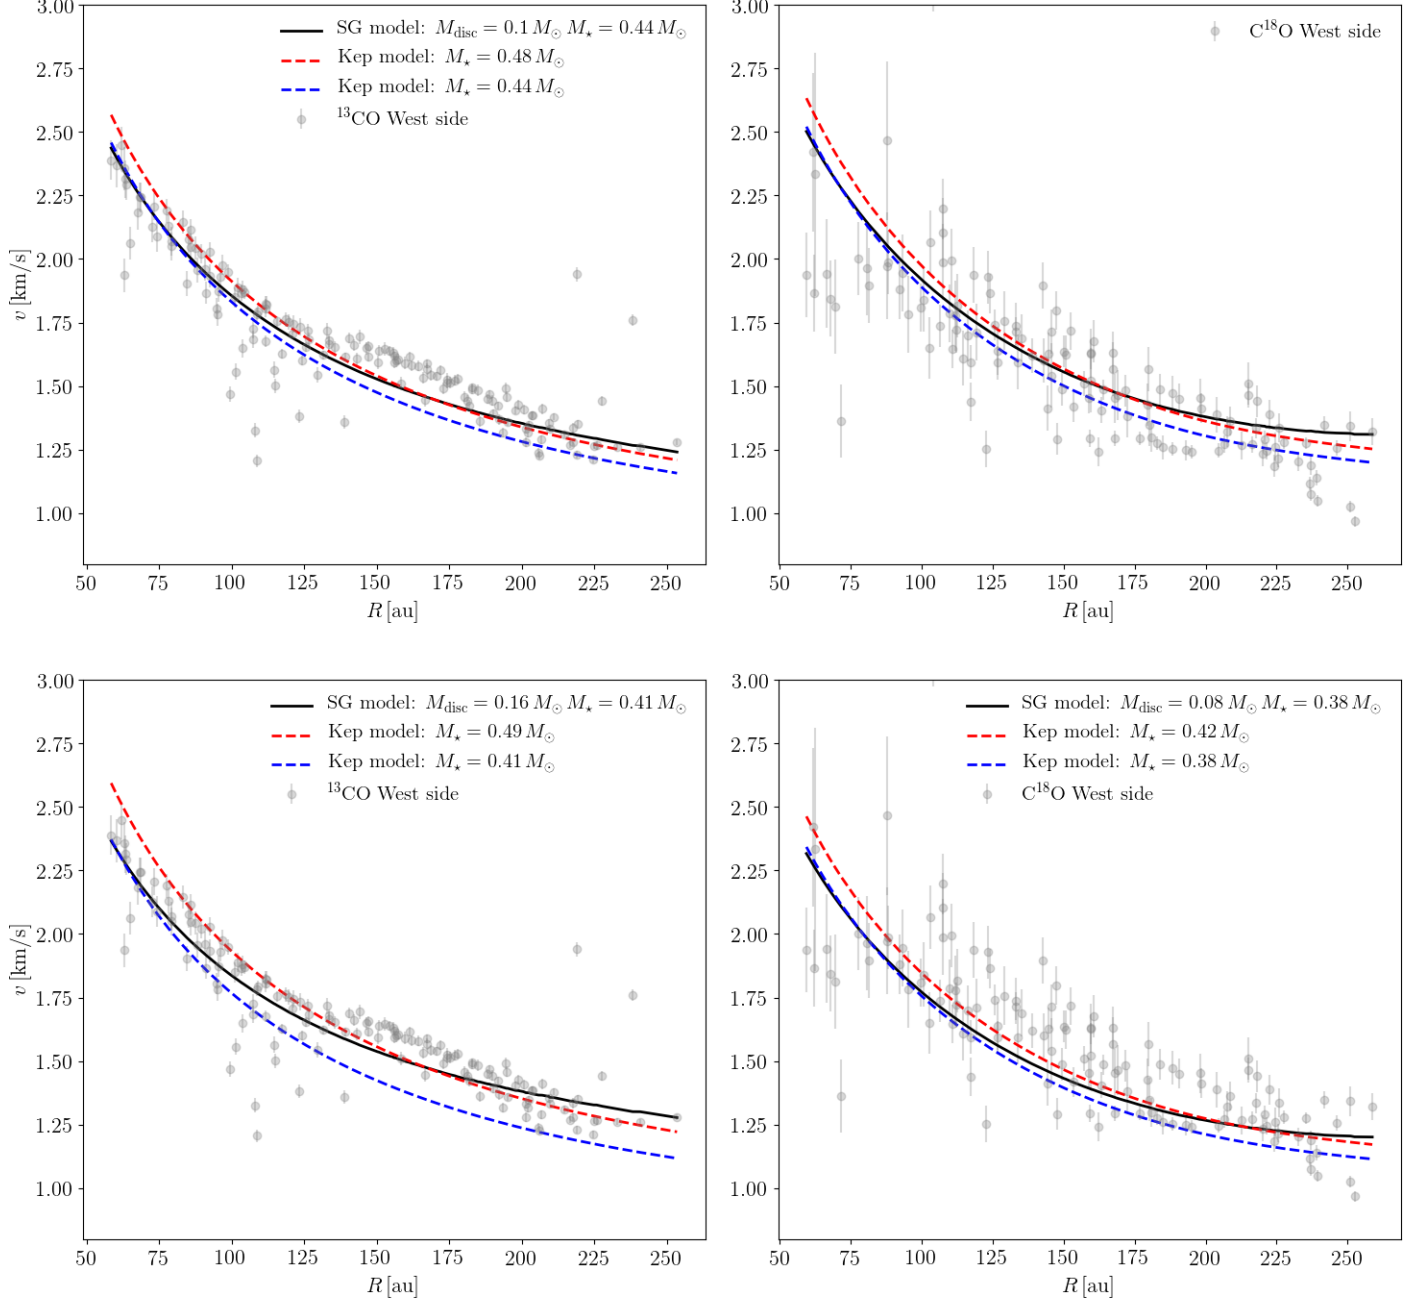 3.00
2.75
2.50
2.25
2.00
1.75
1.50
1.25
1.00
v [km/s]
50 75 100 125 150 175 200 225 250
R [au]
SG model: M_disc = 0.1 M_⊙ M_⋆ = 0.44 M_⊙
Kep model: M_⋆ = 0.48 M_⊙
Kep model: M_⋆ = 0.44 M_⊙
¹³CO West side
3.00
2.75
2.50
2.25
2.00
1.75
1.50
1.25
1.00
50 75 100 125 150 175 200 225 250
R [au]
C¹⁸O West side
3.00
2.75
2.50
2.25
2.00
1.75
1.50
1.25
1.00
v [km/s]
50 75 100 125 150 175 200 225 250
R [au]
SG model: M_disc = 0.16 M_⊙ M_⋆ = 0.41 M_⊙
Kep model: M_⋆ = 0.49 M_⊙
Kep model: M_⋆ = 0.41 M_⊙
¹³CO West side
3.00
2.75
2.50
2.25
2.00
1.75
1.50
1.25
1.00
50 75 100 125 150 175 200 225 250
R [au]
SG model: M_disc = 0.08 M_⊙ M_⋆ = 0.38 M_⊙
Kep model: M_⋆ = 0.42 M_⊙
Kep model: M_⋆ = 0.38 M_⊙
C¹⁸O West side